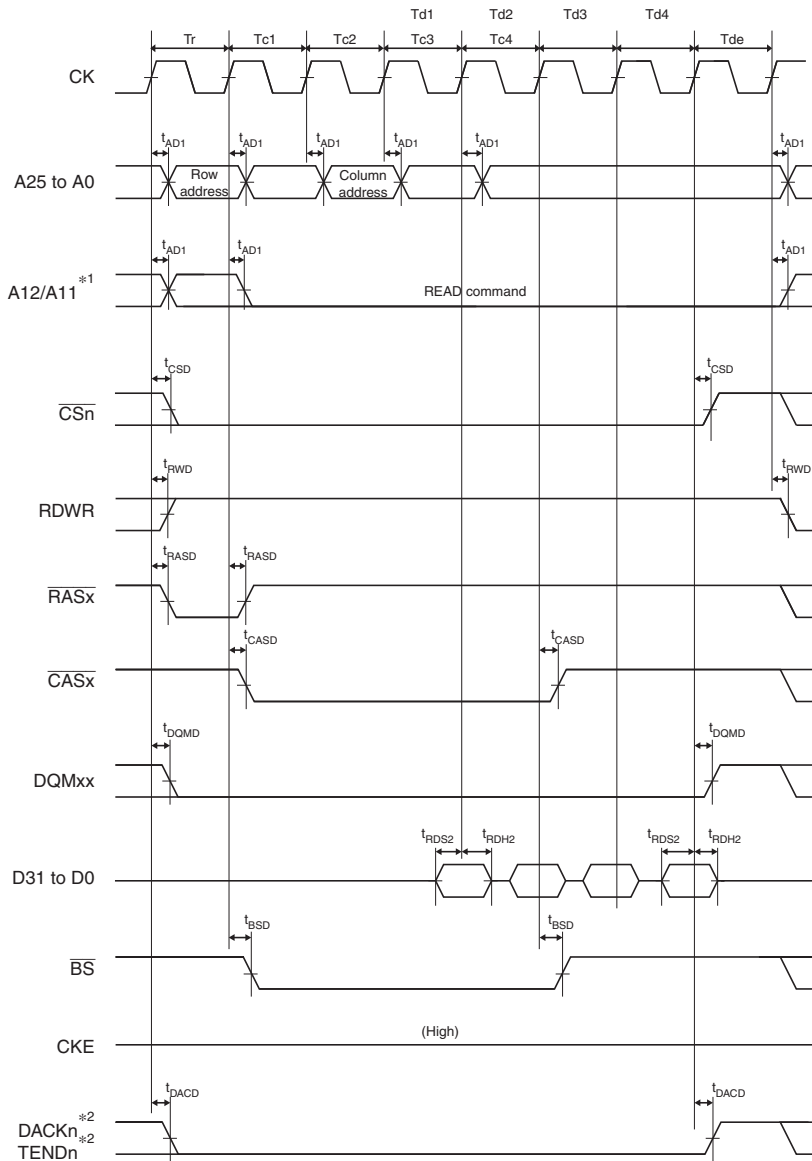 Td1 Td2 Td3 Td4
Tr Tc1 Tc2 Tc3 Tc4 Tde
CK
tAD1 tAD1 tAD1 tAD1 tAD1 tAD1
A25 to A0
Row address
Column address
tAD1 tAD1 tAD1
A12/A11*1
READ command
tCSD tCSD
CSn
tRWD tRWD
RDWR
tRASD tRASD
RASx
tCASD tCASD
CASx
tDQMD tDQMD
DQMxx
tRDS2 tRDH2 tRDS2 tRDH2
D31 to D0
tBSD tBSD
BS
(High)
CKE
tDACD tDACD
DACKn*2
TENDn*2